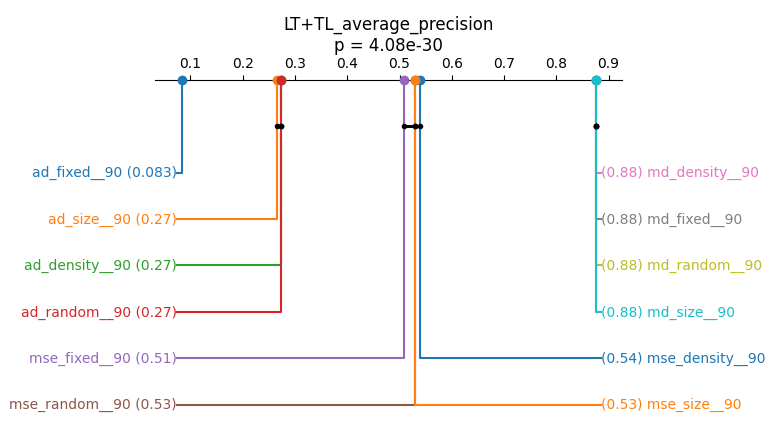 LT+TL_average_precision
p = 4.08e-30
0.1 0.2 0.3 0.4 0.5 0.6 0.7 0.8 0.9
ad_fixed__90 (0.083) (0.88) md_density__90
ad_size__90 (0.27) (0.88) md_fixed__90
ad_density__90 (0.27) (0.88) md_random__90
ad_random__90 (0.27) (0.88) md_size__90
mse_fixed__90 (0.51) (0.54) mse_density__90
mse_random__90 (0.53) (0.53) mse_size__90